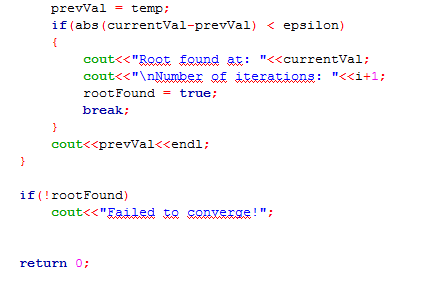 prevVal = temp;
if(abs(currentVal-prevVal) < epsilon)
{
cout<<"Root found at: "<<currentVal;
cout<<"\nNumber of iterations: "<<i+1;
rootFound = true;
break;
}
cout<<prevVal<<endl;
}
if(!rootFound)
cout<<"Failed to converge!";
return 0;